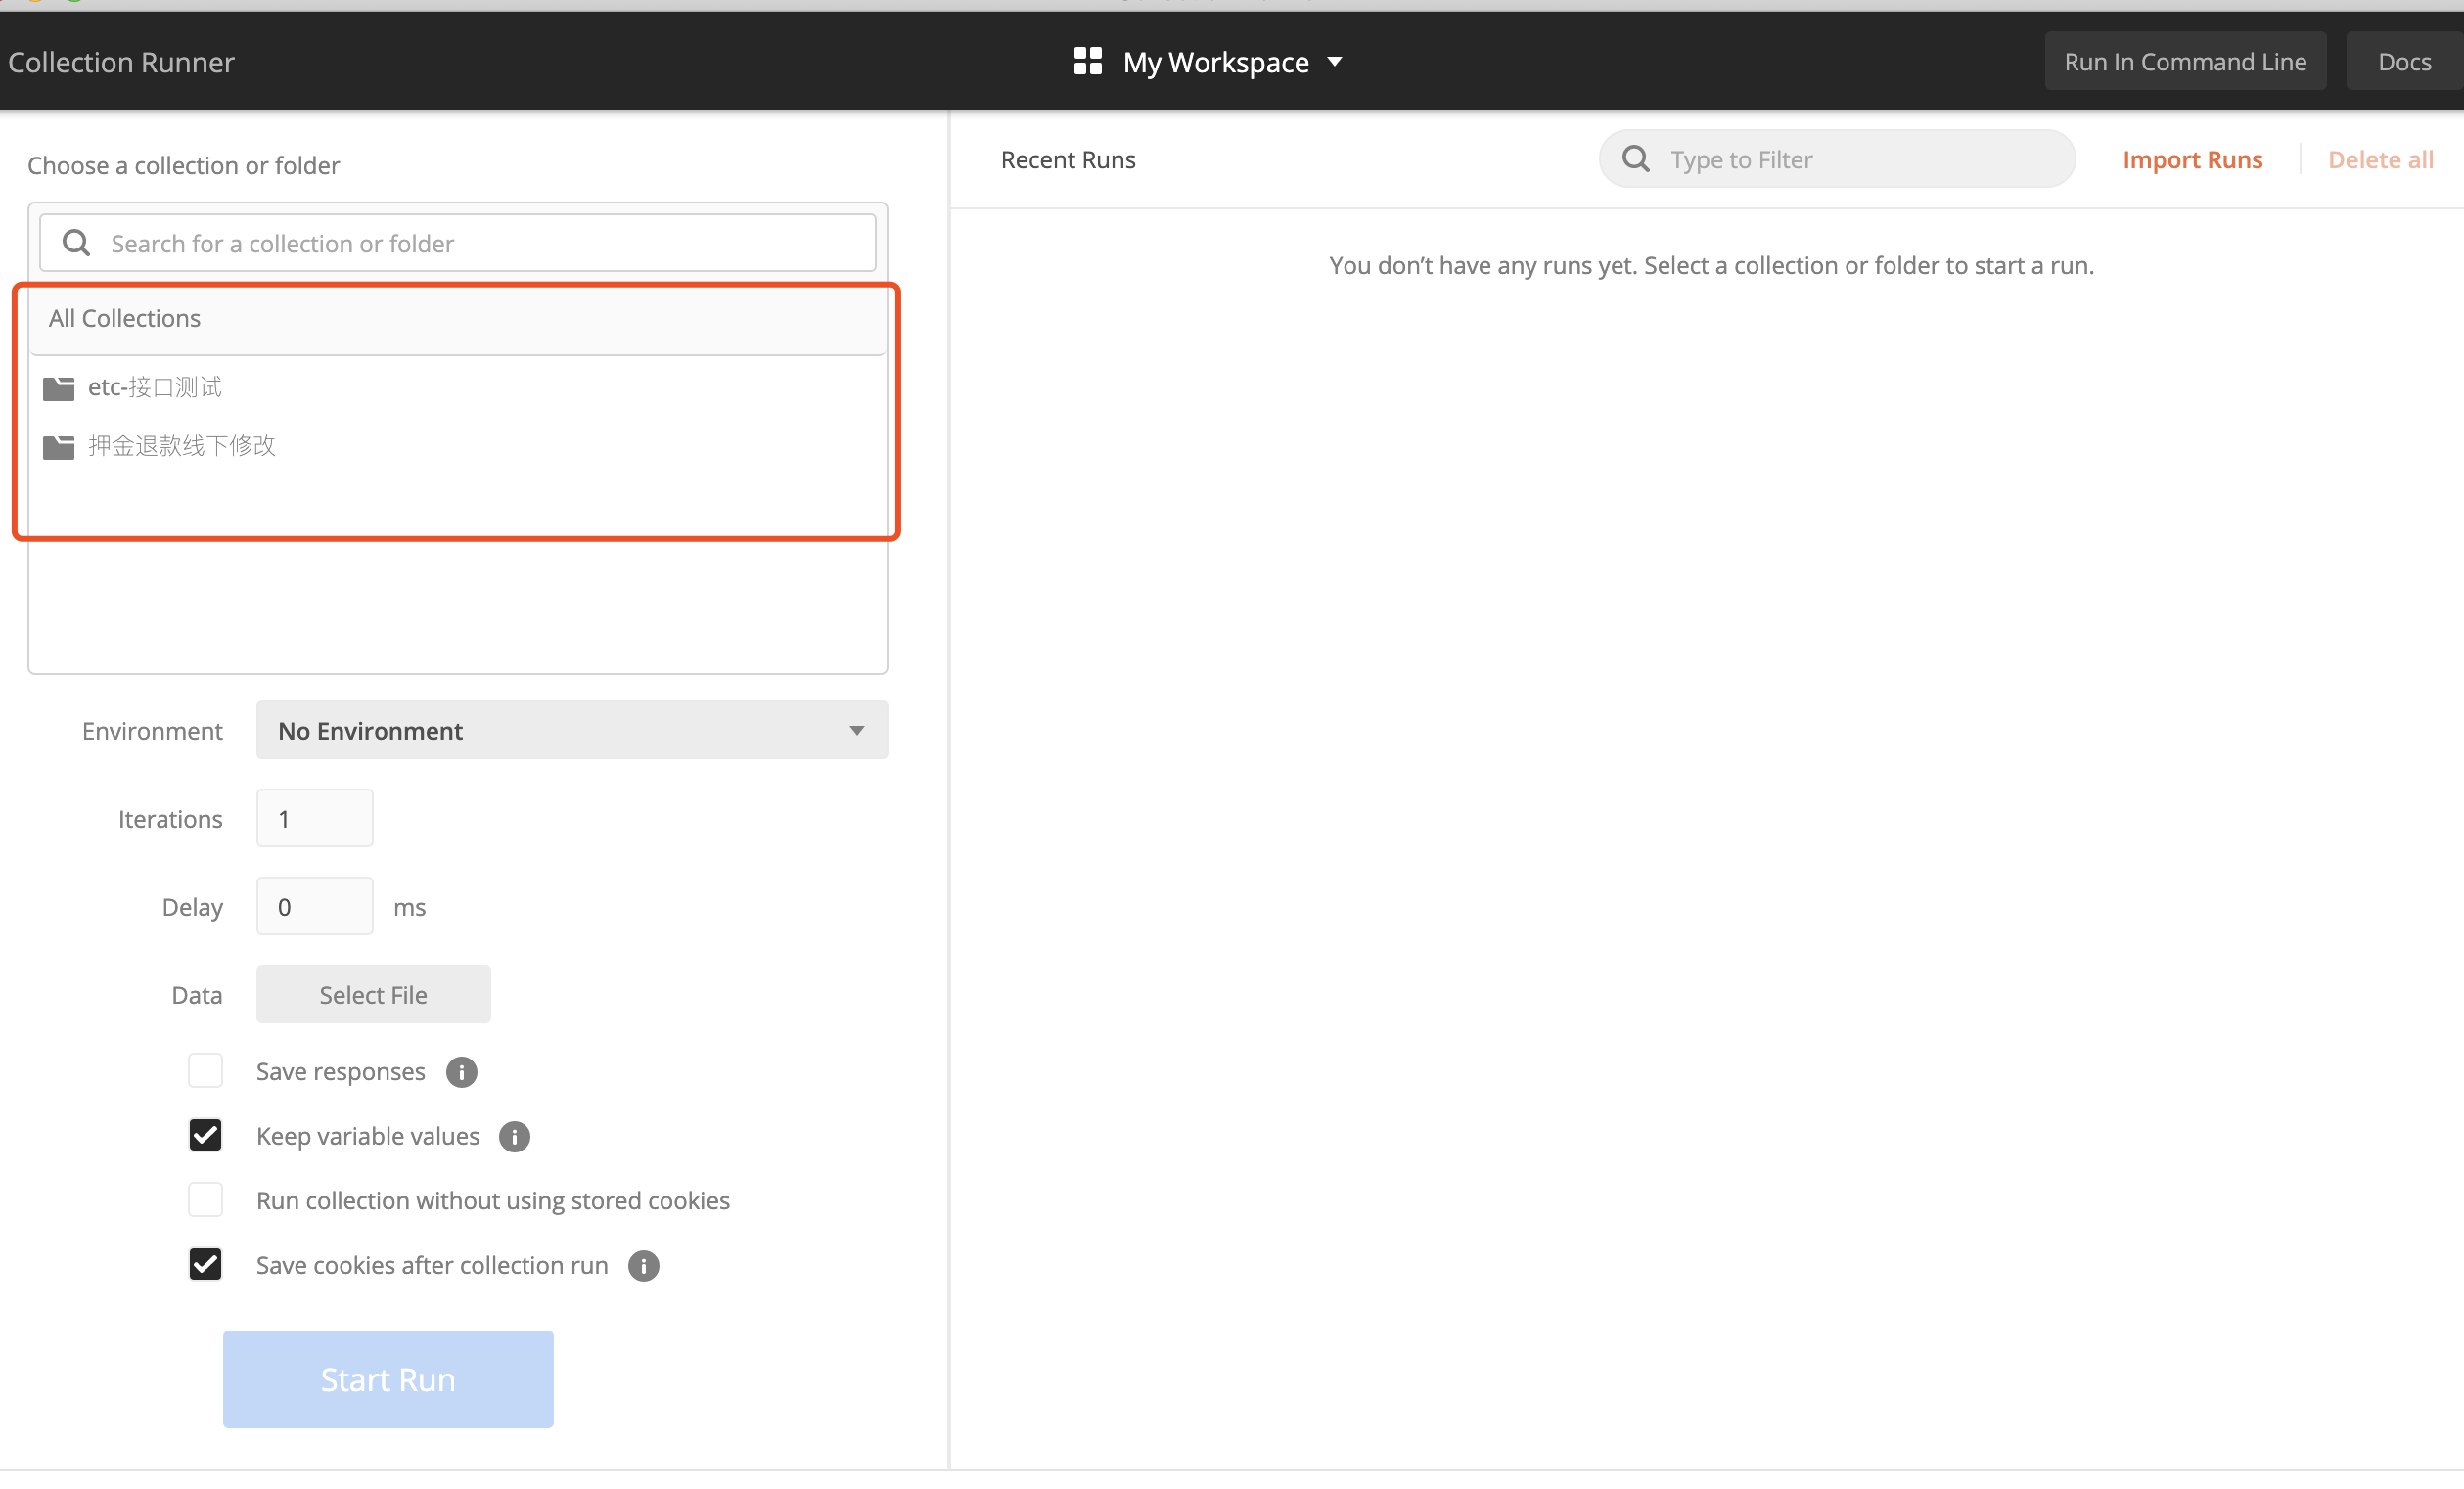 Collection Runner
My Workspace
Run In Command Line
Docs
Choose a collection or folder
Search for a collection or folder
All Collections
etc-接口测试
押金退款线下修改
Environment
No Environment
Iterations
1
Delay
0
ms
Data
Select File
Save responses
Keep variable values
Run collection without using stored cookies
Save cookies after collection run
Start Run
Recent Runs
Type to Filter
Import Runs
Delete all
You don’t have any runs yet. Select a collection or folder to start a run.